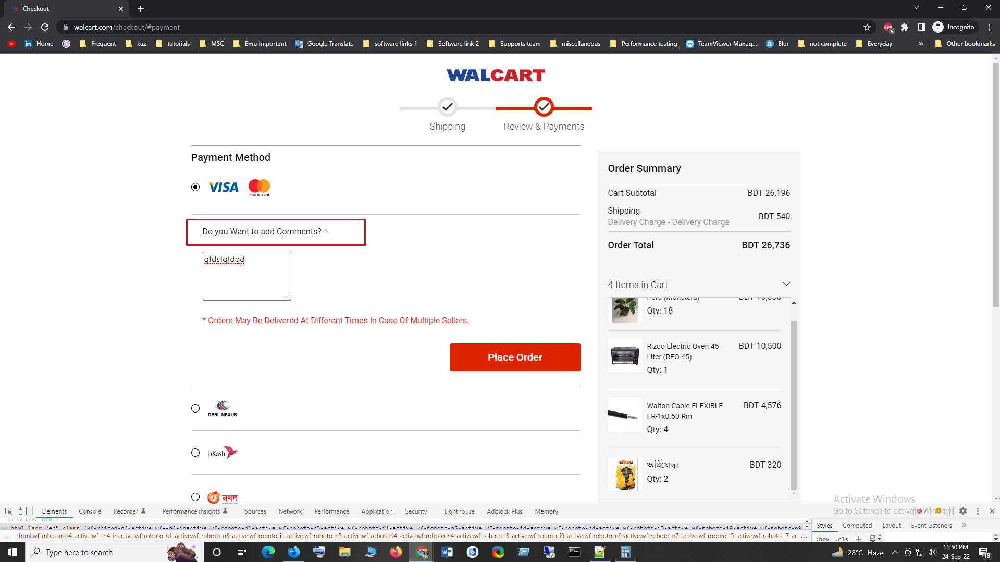 Checkout
walcart.com/checkout/#payment
ABP
5
Incognito
Home
Frequent
kaz
tutorials
MSC
Emu Important
Google Translate
software links 1
Software link 2
Supports team
miscellaneous
Performance testing
TeamViewer Manag...
Blur
not complete
Everyday
»
Other bookmarks
WALCART
Shipping
Review & Payments
Payment Method
VISA
mastercard
Do you Want to add Comments?
gfdsfgfdgd
* Orders May Be Delivered At Different Times In Case Of Multiple Sellers.
Place Order
DBBL NEXUS
bKash
নগদ
Order Summary
Cart Subtotal BDT 26,196
Shipping
Delivery Charge - Delivery Charge
BDT 540
Order Total BDT 26,736
4 Items in Cart
Peru (Monstera)
Qty: 18
Rizco Electric Oven 45 BDT 10,500
Liter (REO 45)
Qty: 1
Walton Cable FLEXIBLE- BDT 4,576
FR-1x0.50 Rm
Qty: 4
অগ্নিযোদ্ধা BDT 320
Qty: 2
Activate Windows
Go to Settings to activate Windows.
Elements
Console
Recorder
Performance insights
Sources
Network
Performance
Application
Security
Lighthouse
Adblock Plus
Memory
7
1
<!DOCTYPE html>
<html lang="en" class="wf-mbicon-n4-active wf--n4-inactive wf-roboto-n1-active wf-roboto-n3-active wf-roboto-i1-active wf-roboto-n5-active wf-roboto-i4-active wf-roboto-n4-active wf-roboto-i3-active wf-roboto-i9-active wf-roboto-n9
... html.wf-mbicon-n4-active.wf--n4-inactive.wf-roboto-n1-active.wf-roboto-n3-active.wf-roboto-i1-active.wf-roboto-n5-active.wf-roboto-i4-active.wf-roboto-n4-active.wf-roboto-i3-active.wf-roboto-i9-active.wf-roboto-n9-active.wf-roboto-n7-active.wf-roboto-i5-active.wf-roboto-i7-ac ...
Styles
Computed
Layout
Event Listeners
»
:hov
.cls
+
Type here to search
28°C Haze
11:50 PM
24-Sep-22
18